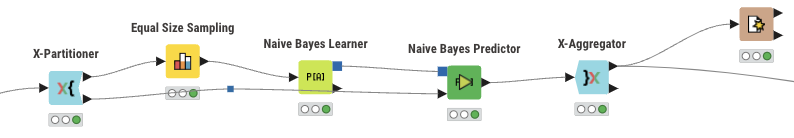 X-Partitioner
Equal Size Sampling
Naive Bayes Learner
Naive Bayes Predictor
X-Aggregator
X{
P[A]
}X